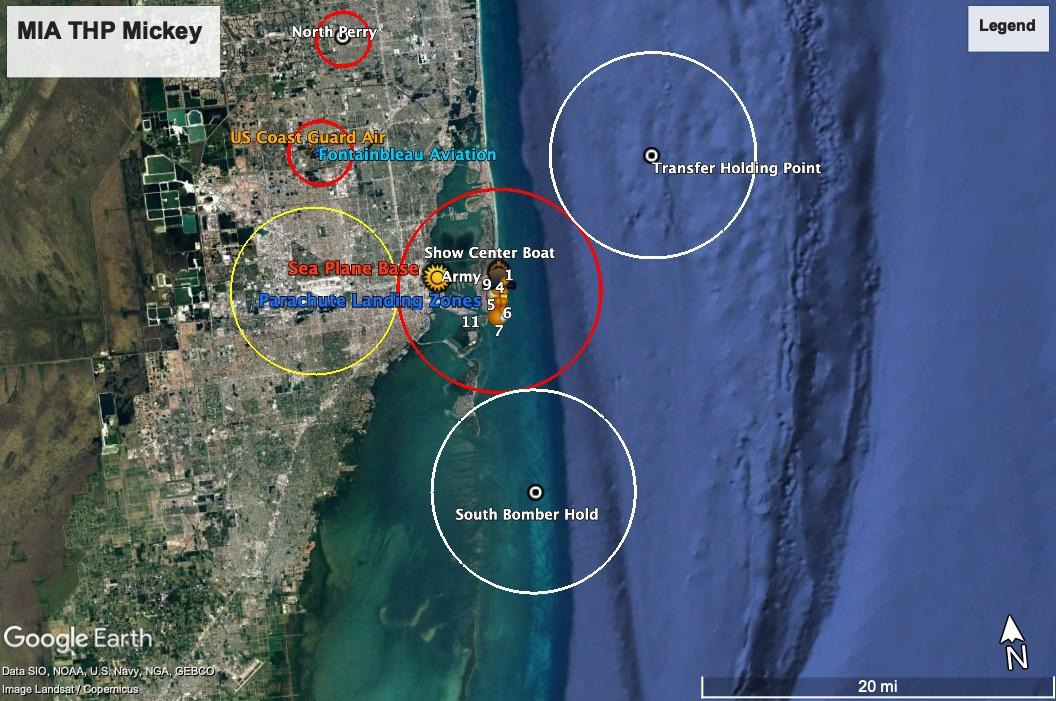 MIA THP Mickey
Legend
North Perry
US Coast Guard Air
Fontainbleau Aviation
Transfer Holding Point
Show Center Boat
Sea Plane Base
Army
1
9
4
Parachute Landing Zones
5
6
11
7
South Bomber Hold
Google Earth
Data SIO, NOAA, U.S. Navy, NGA, GEBCO
Image Landsat / Copernicus
N
20 mi